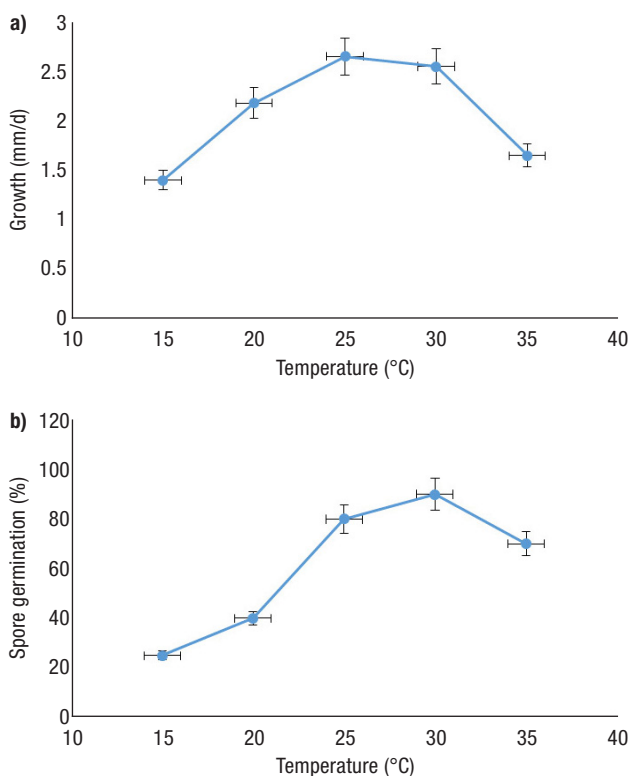 a)
3
2.5
2
1.5
1
0.5
0
Growth (mm/d)
10 15 20 25 30 35 40
Temperature (°C)
b)
120
100
80
60
40
20
0
Spore germination (%)
10 15 20 25 30 35 40
Temperature (°C)